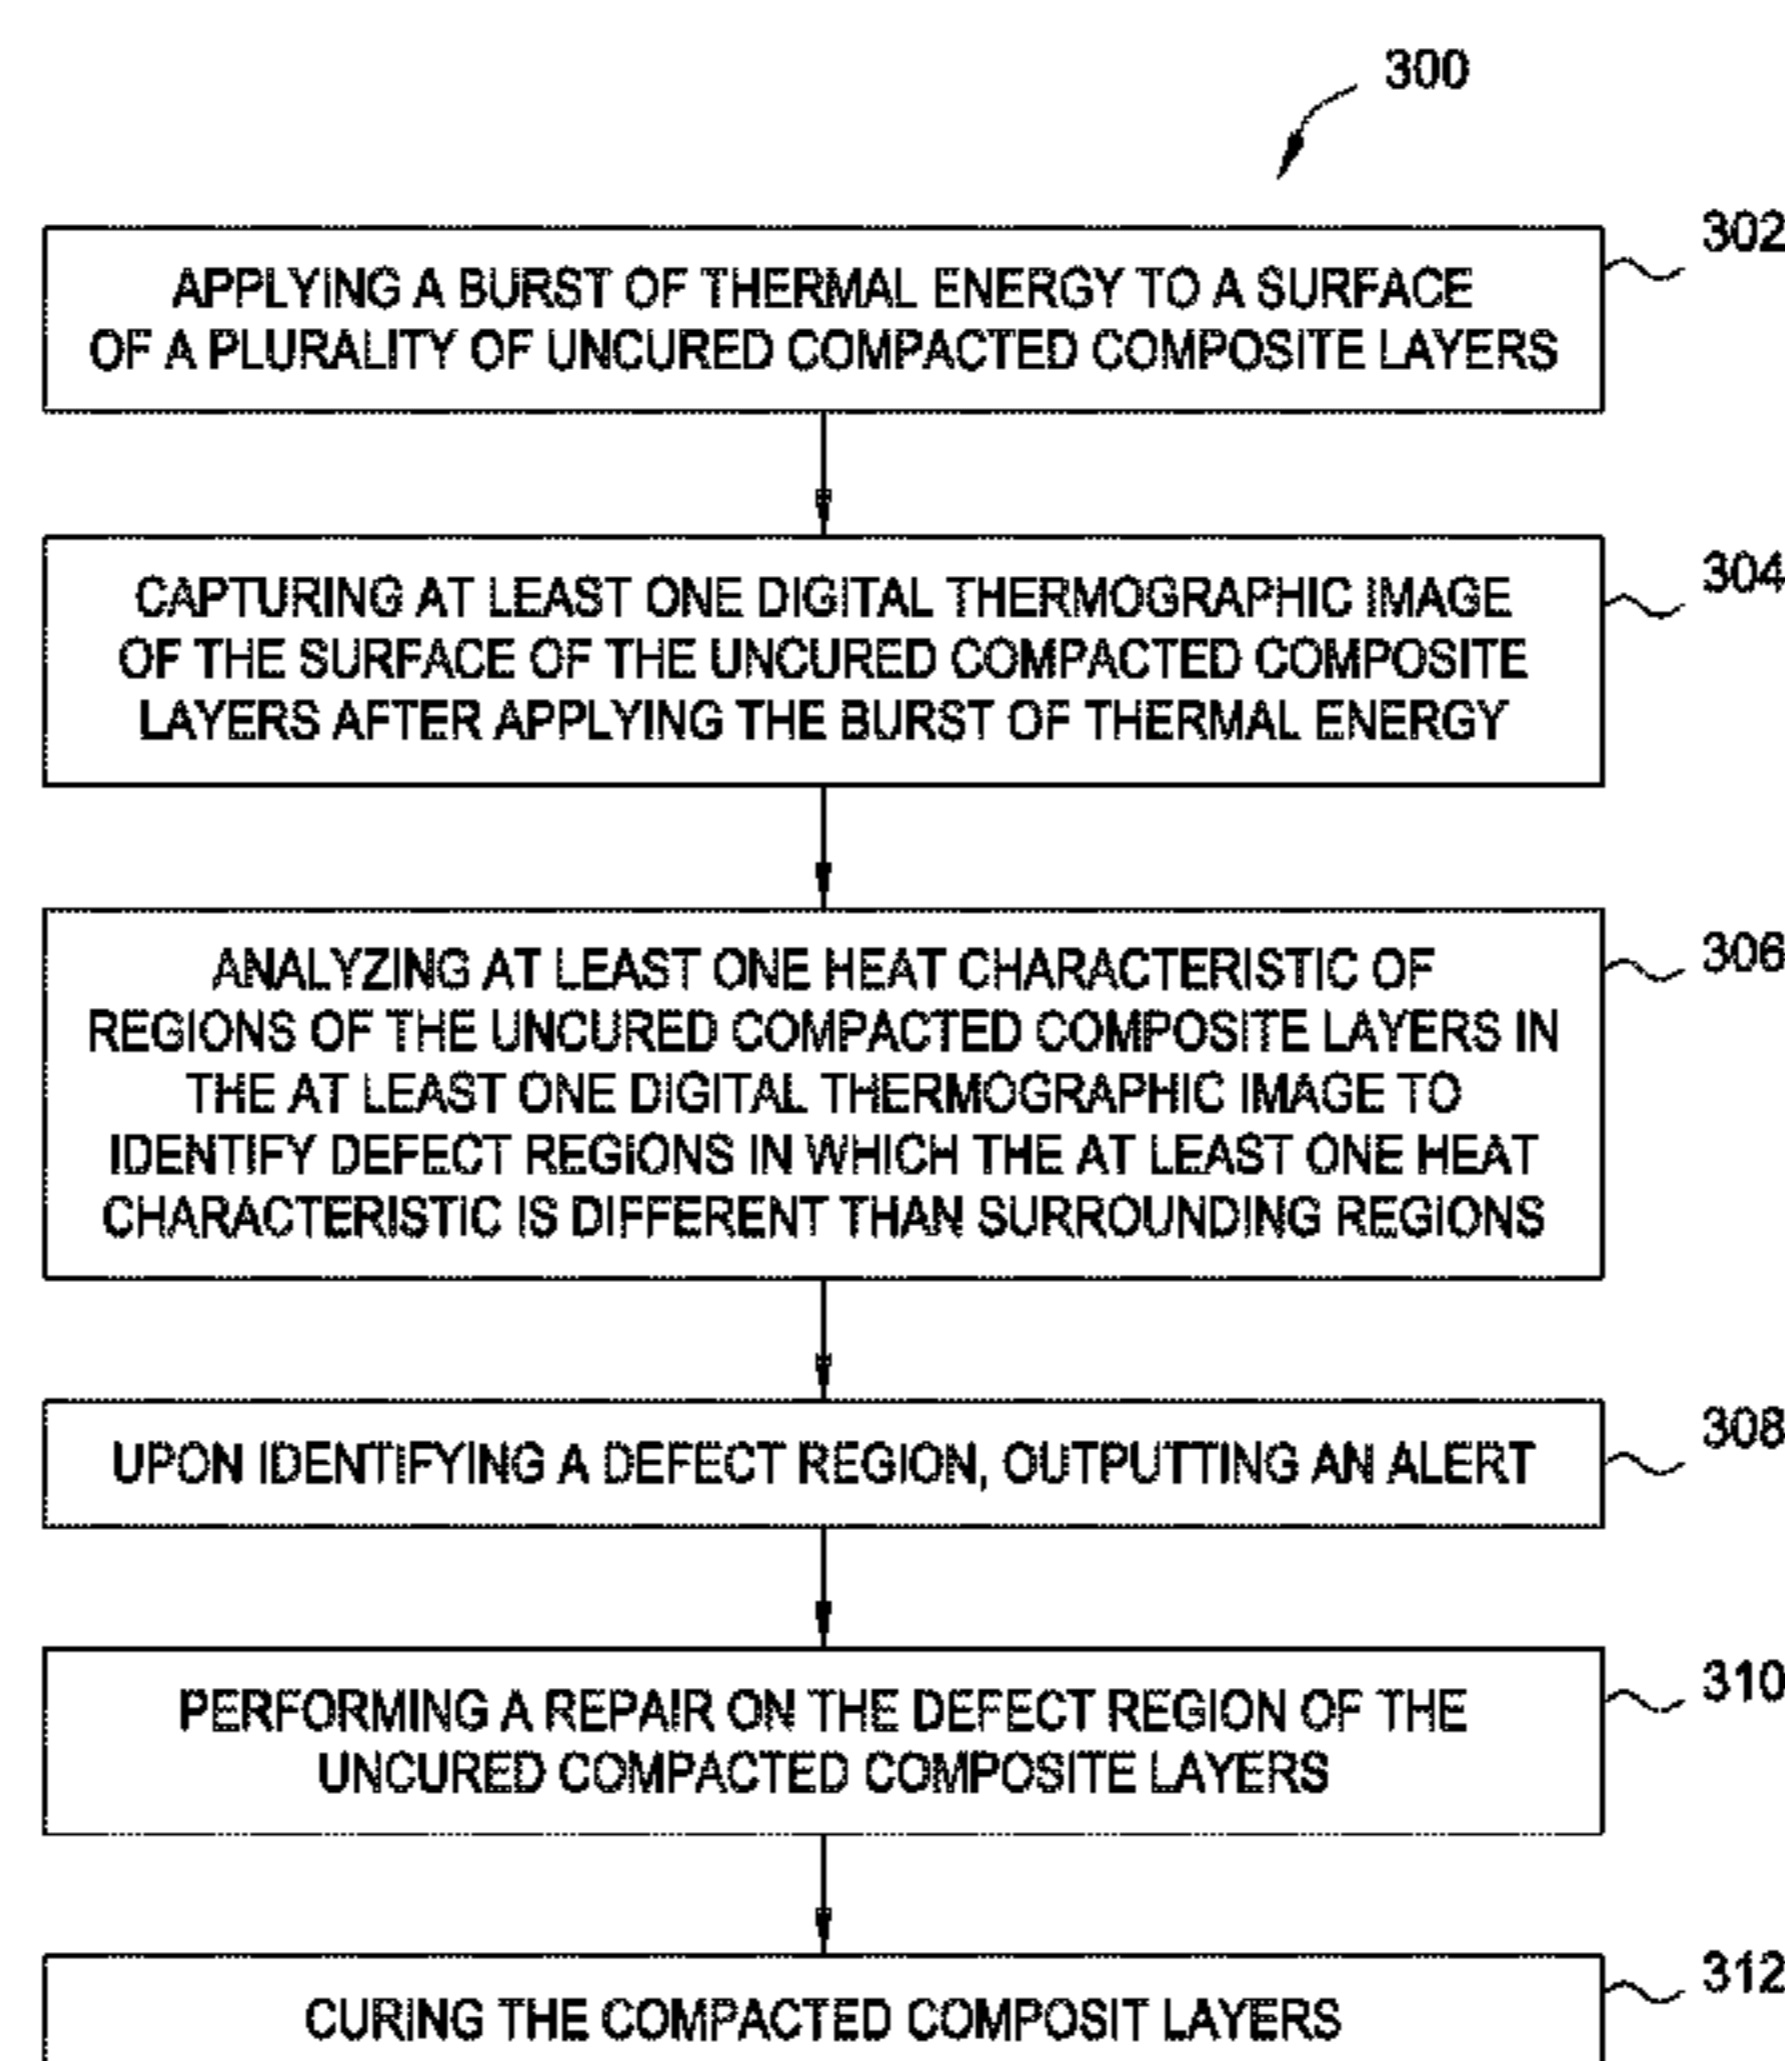 300
302
APPLYING A BURST OF THERMAL ENERGY TO A SURFACE
OF A PLURALITY OF UNCURED COMPACTED COMPOSITE LAYERS
304
CAPTURING AT LEAST ONE DIGITAL THERMOGRAPHIC IMAGE
OF THE SURFACE OF THE UNCURED COMPACTED COMPOSITE
LAYERS AFTER APPLYING THE BURST OF THERMAL ENERGY
306
ANALYZING AT LEAST ONE HEAT CHARACTERISTIC OF
REGIONS OF THE UNCURED COMPACTED COMPOSITE LAYERS IN
THE AT LEAST ONE DIGITAL THERMOGRAPHIC IMAGE TO
IDENTIFY DEFECT REGIONS IN WHICH THE AT LEAST ONE HEAT
CHARACTERISTIC IS DIFFERENT THAN SURROUNDING REGIONS
308
UPON IDENTIFYING A DEFECT REGION, OUTPUTTING AN ALERT
310
PERFORMING A REPAIR ON THE DEFECT REGION OF THE
UNCURED COMPACTED COMPOSITE LAYERS
312
CURING THE COMPACTED COMPOSIT LAYERS